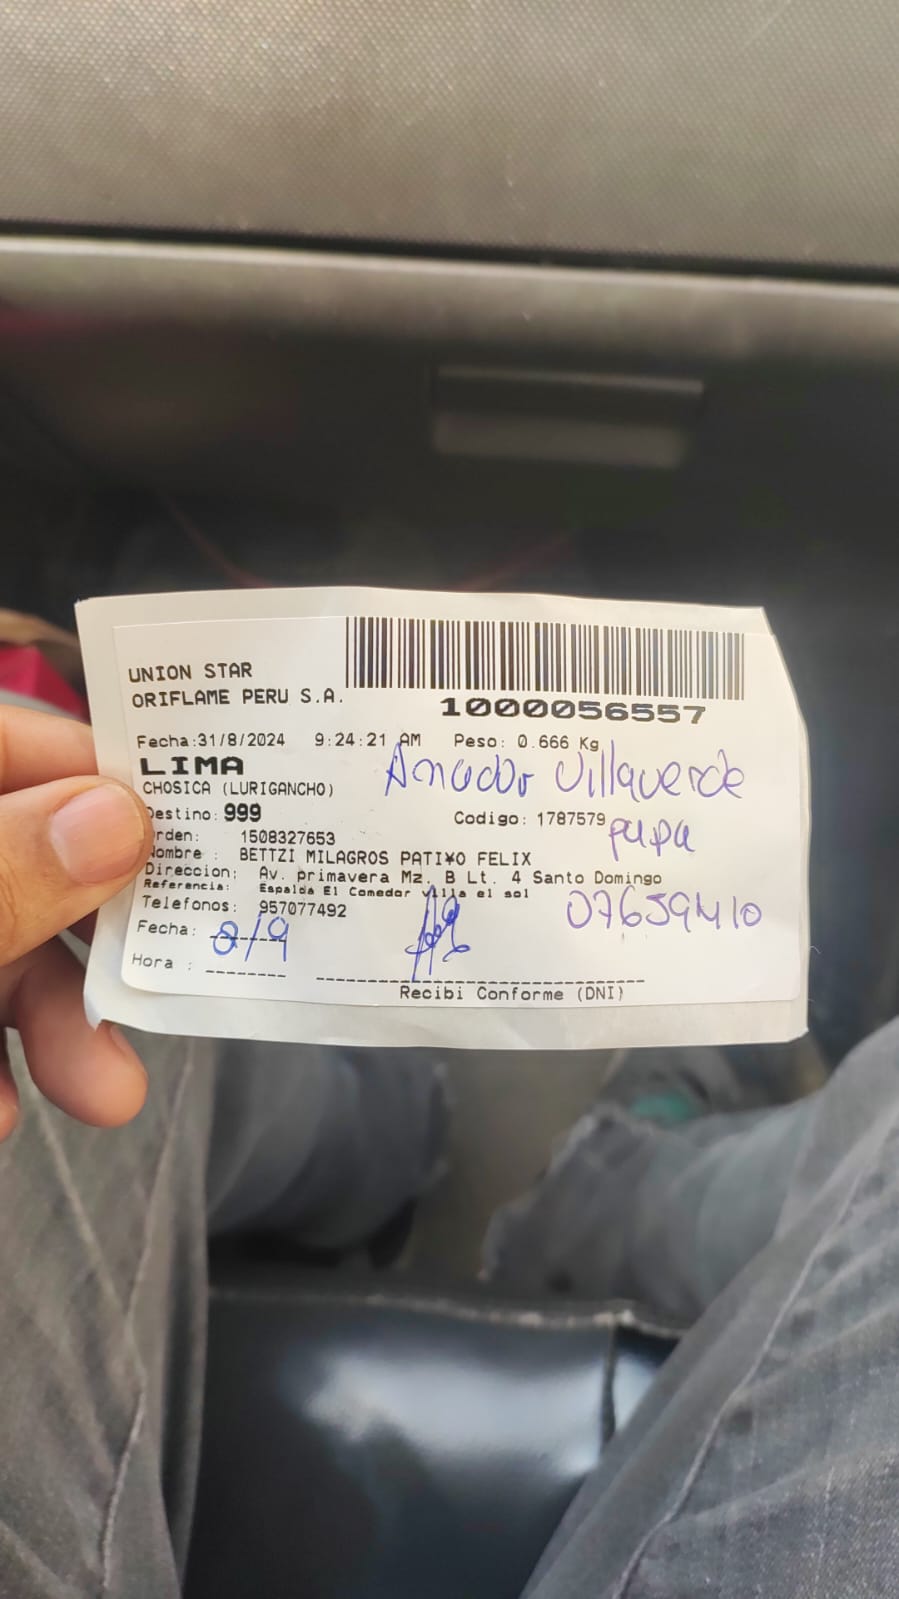 UNION STAR
ORIFLAME PERU S.A.
1000056557
Fecha:31/8/2024 9:24:21 AM Peso: 0.666 Kg
LIMA
Amador Villaverde
CHOSICA (LURIGANCHO)
Destino: 999
Codigo: 1787579
papa
Orden: 1508327653
Nombre : BETTZI MILAGROS PATI¥O FELIX
Direccion: Av. primavera Mz. B Lt. 4 Santo Domingo
Referencia: Espalda El Comedor villa el sol
Telefonos: 957077492
07659410
Fecha: 2/9
Hora :
Recibi Conforme (DNI)